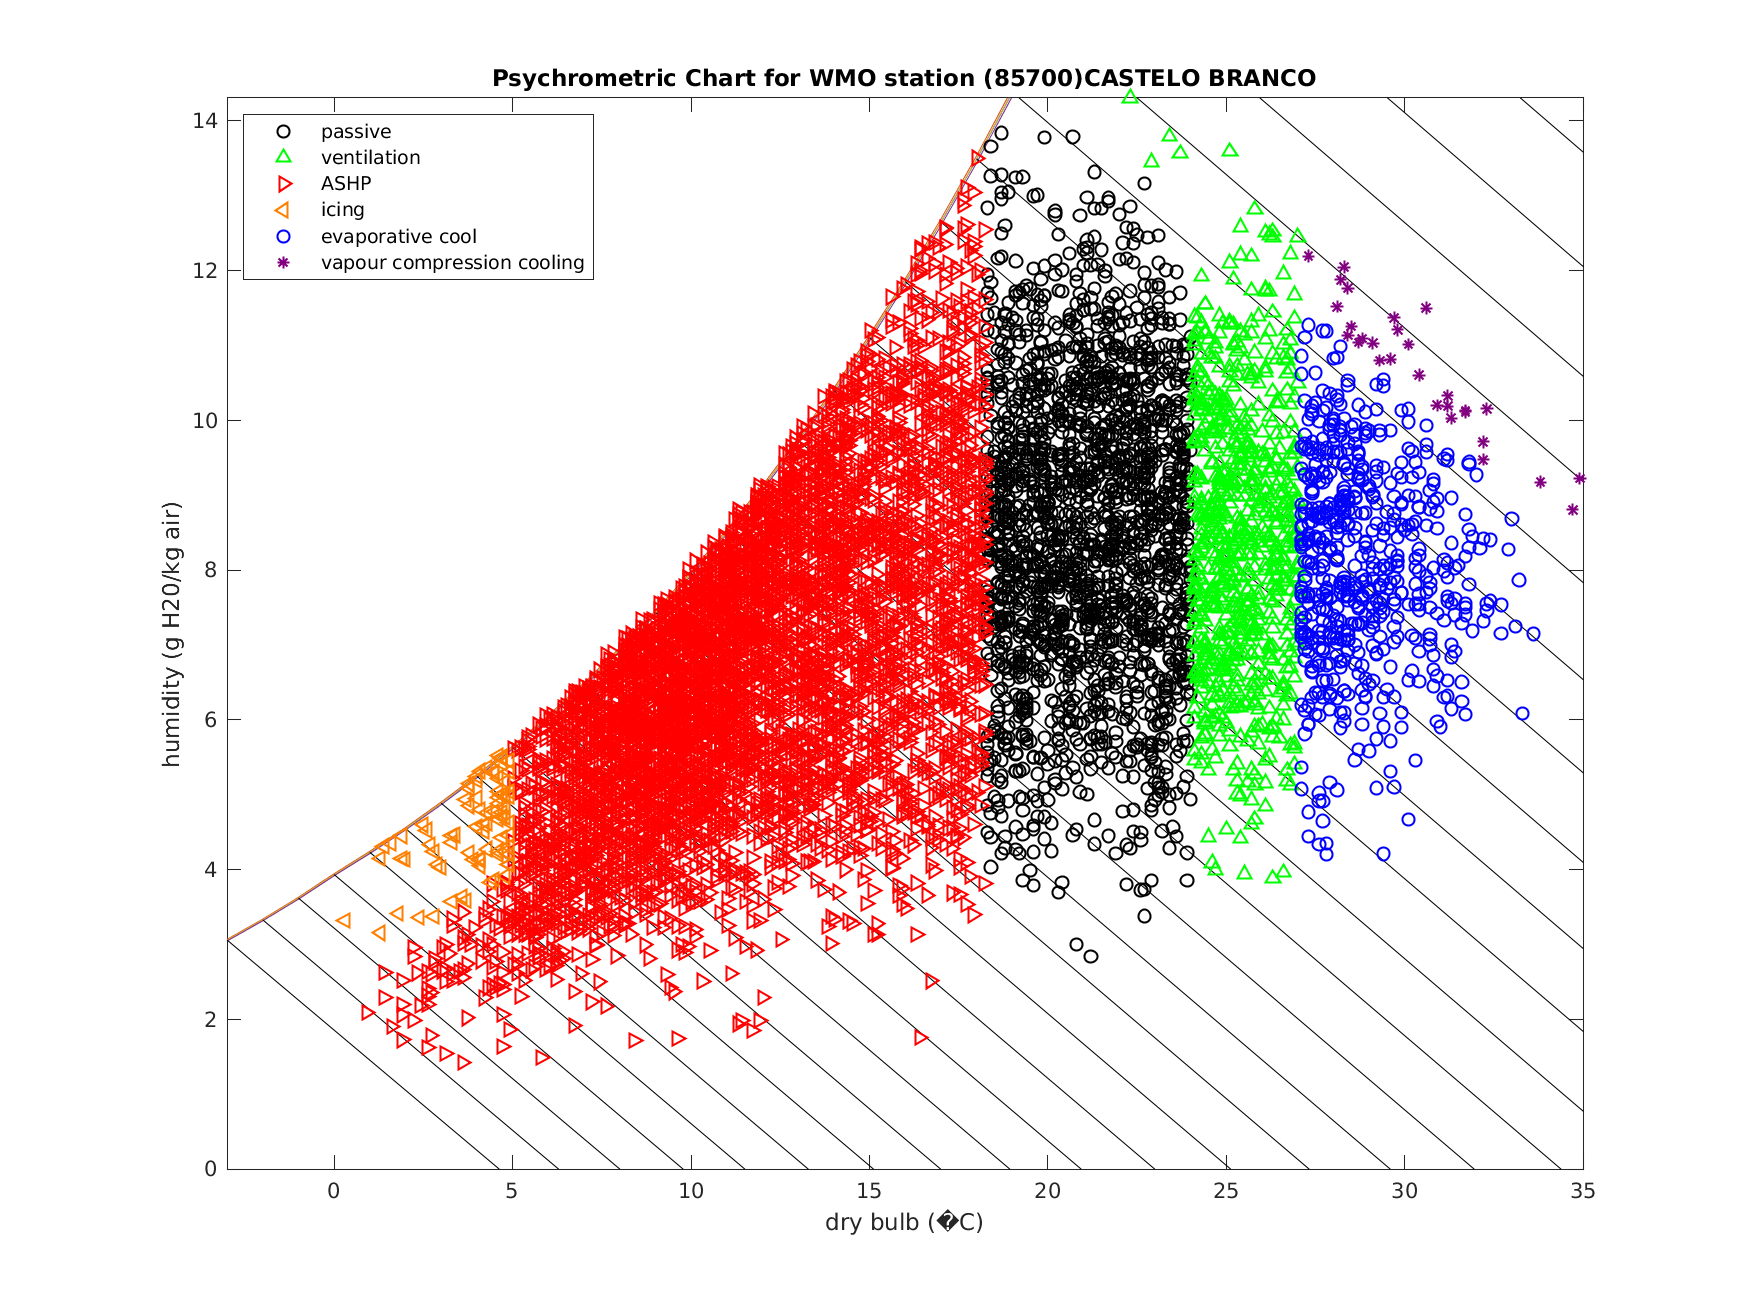 Psychrometric Chart for WMO station (85700)CASTELO BRANCO
passive
ventilation
ASHP
icing
evaporative cool
vapour compression cooling
humidity (g H20/kg air)
14
12
10
8
6
4
2
0
0 5 10 15 20 25 30 35
dry bulb (�C)